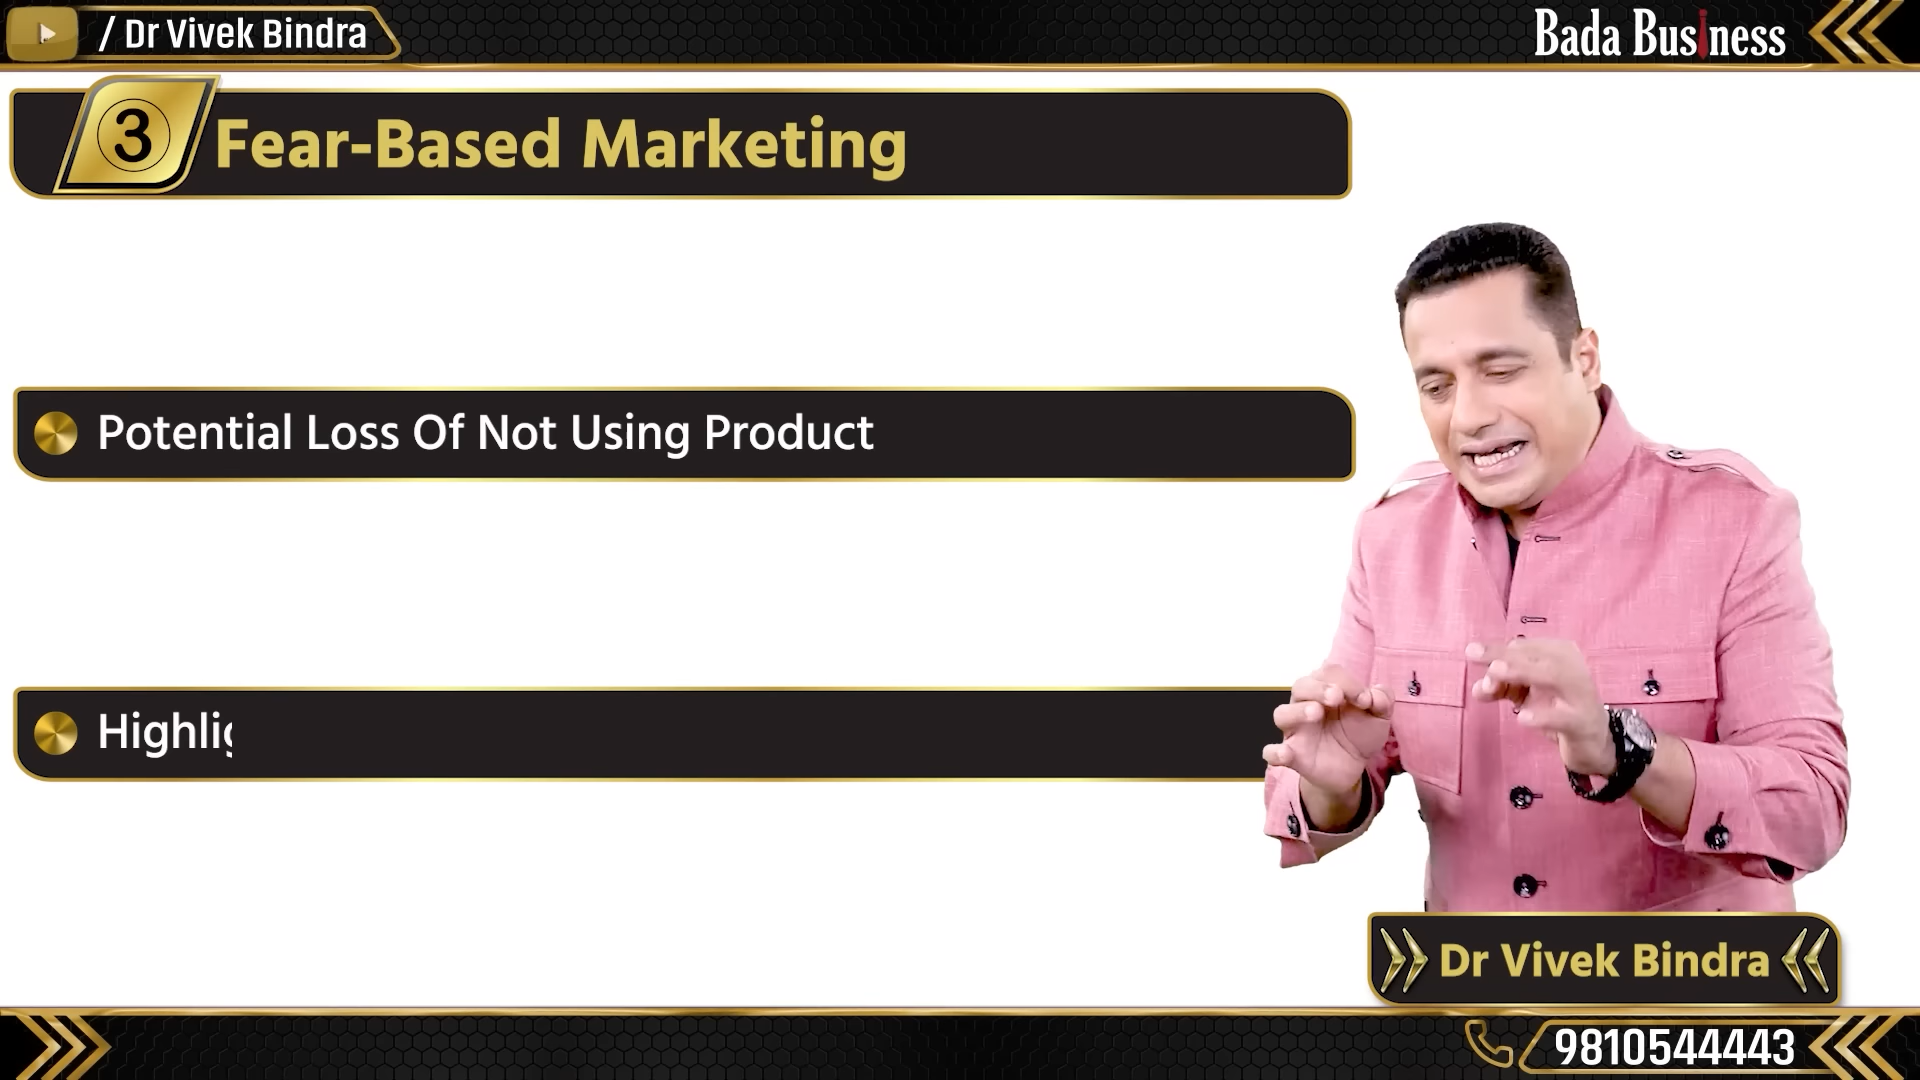 / Dr Vivek Bindra
Bada Business
3 Fear-Based Marketing
Potential Loss Of Not Using Product
Highli
Dr Vivek Bindra
9810544443